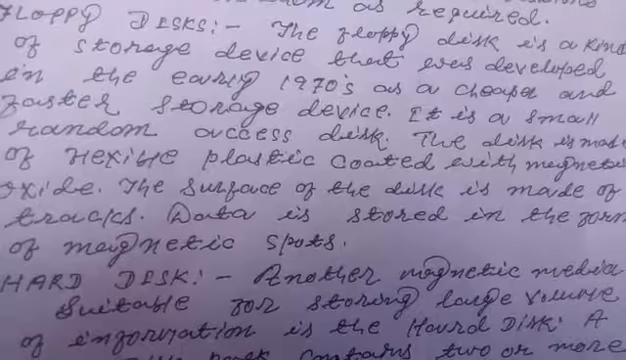 as required.
FLOPPY DISKS:- The floppy disk is a kind
of storage device that was developed
in the early 1970's as a cheaper and
faster storage device. It is a small
random access disk. The disk is made
of flexible plastic coated with magnetic
oxide. The surface of the disk is made of
tracks. Data is stored in the form
of magnetic spots.
HARD DISK:- Another magnetic media
suitable for storing large volume
of information is the Hard DISK. A
pack contains two or more